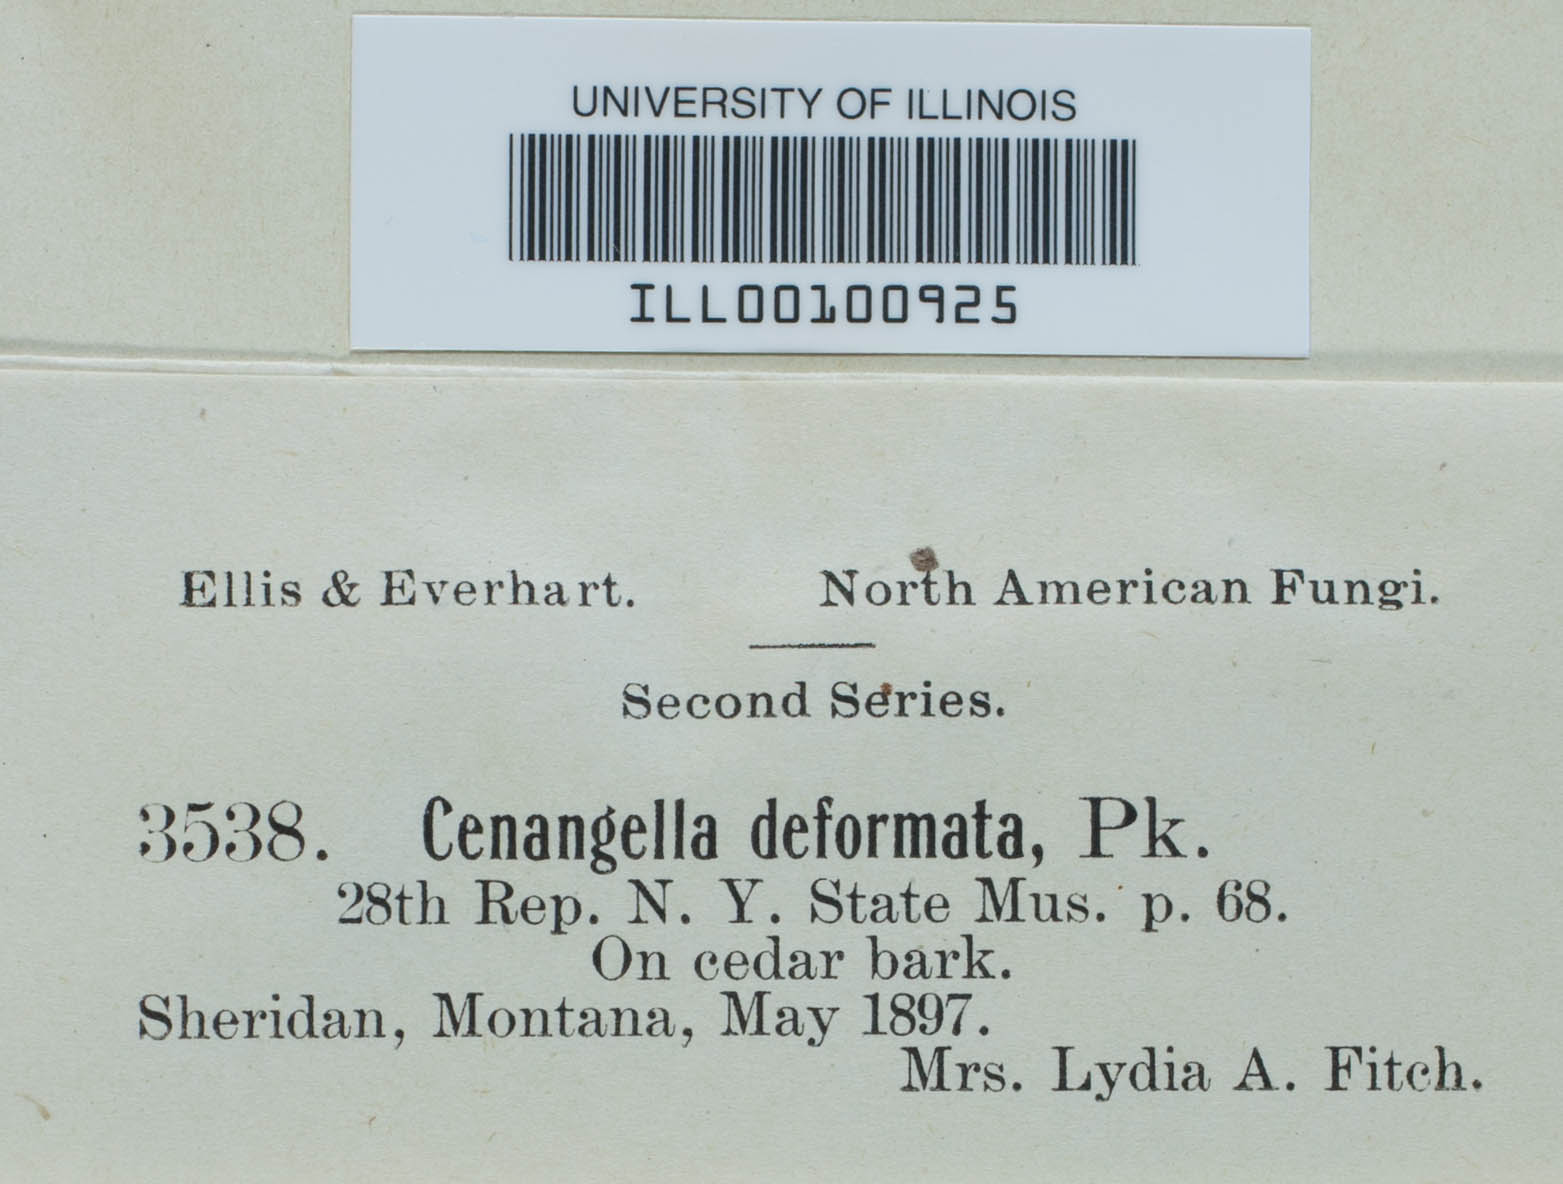 UNIVERSITY OF ILLINOIS
ILL00100925
Ellis & Everhart. North American Fungi.
Second Series.
3538. Cenangella deformata, Pk.
28th Rep. N. Y. State Mus. p. 68.
On cedar bark.
Sheridan, Montana, May 1897.
Mrs. Lydia A. Fitch.